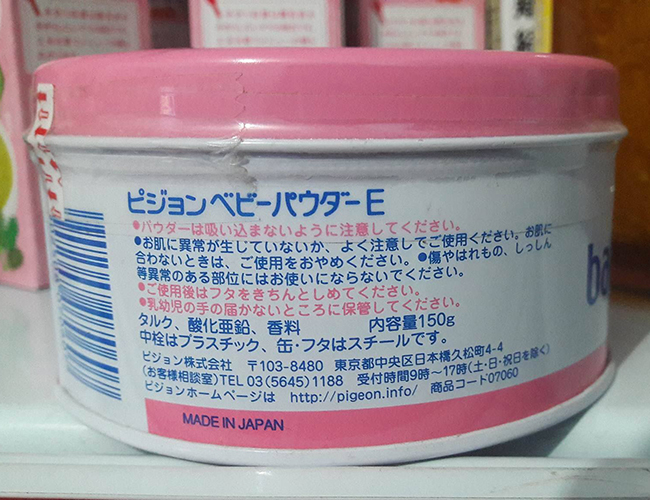 ピジョン ベビーパウダーE
●パウダーは吸い込まないように注意してください。
●お肌に異常が生じていないか、よく注意してご使用ください。お肌に
合わないときは、ご使用をおやめください。●傷やはれもの、しっしん
等異常のある部位にはお使いにならないでください。
●ご使用後はフタをきちんとしめてください。
●乳幼児の手の届かないところに保管してください。
タルク、酸化亜鉛、香料 内容量150g
中栓はプラスチック、缶・フタはスチールです。
ピジョン株式会社 〒103-8480 東京都中央区日本橋久松町4-4
(お客様相談室)TEL 03(5645)1188 受付時間9時〜17時(土・日・祝日を除く)
ピジョンホームページは http://pigeon.info/ 商品コード07060
MADE IN JAPAN
ba